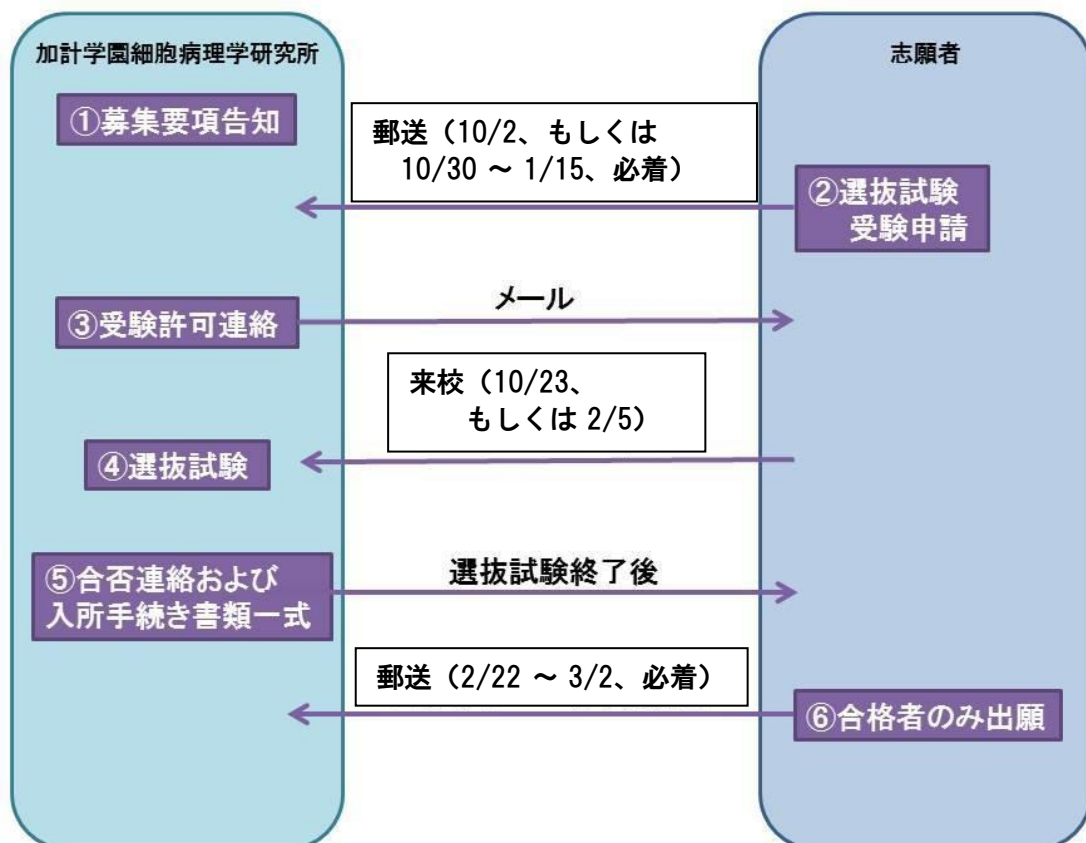 加計学園細胞病理学研究所
志願者
①募集要項告知
郵送（10/2、もしくは
10/30 ～ 1/15、必着）
②選抜試験
受験申請
メール
③受験許可連絡
来校（10/23、
もしくは 2/5）
④選抜試験
⑤合否連絡および
入所手続き書類一式
選抜試験終了後
郵送（2/22 ～ 3/2、必着）
⑥合格者のみ出願